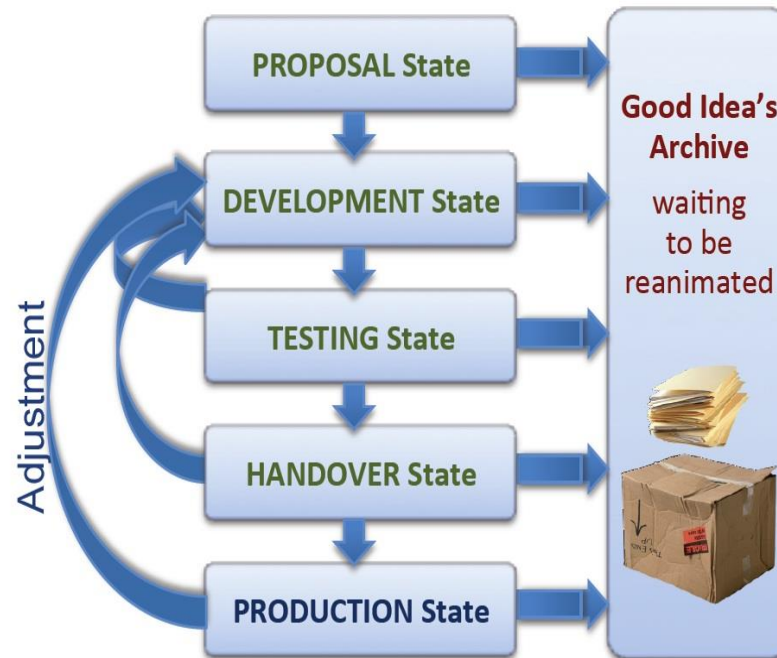 PROPOSAL State
DEVELOPMENT State
TESTING State
HANDOVER State
PRODUCTION State
Adjustment
Good Idea's
Archive
waiting
to be
reanimated